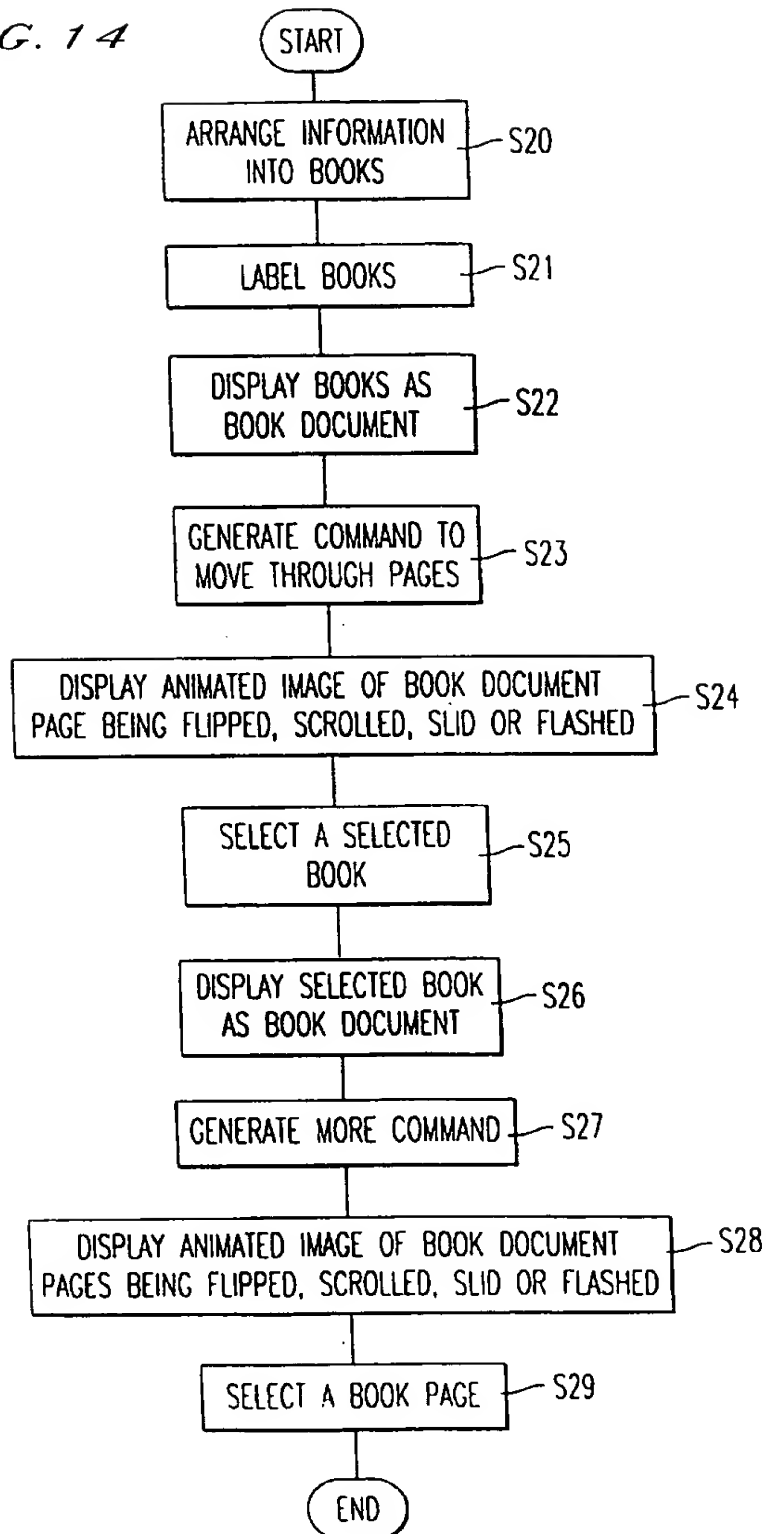 G. 14
START
ARRANGE INFORMATION
INTO BOOKS
S20
LABEL BOOKS
S21
DISPLAY BOOKS AS
BOOK DOCUMENT
S22
GENERATE COMMAND TO
MOVE THROUGH PAGES
S23
DISPLAY ANIMATED IMAGE OF BOOK DOCUMENT
PAGE BEING FLIPPED, SCROLLED, SLID OR FLASHED
S24
SELECT A SELECTED
BOOK
S25
DISPLAY SELECTED BOOK
AS BOOK DOCUMENT
S26
GENERATE MORE COMMAND
S27
DISPLAY ANIMATED IMAGE OF BOOK DOCUMENT
PAGES BEING FLIPPED, SCROLLED, SLID OR FLASHED
S28
SELECT A BOOK PAGE
S29
END